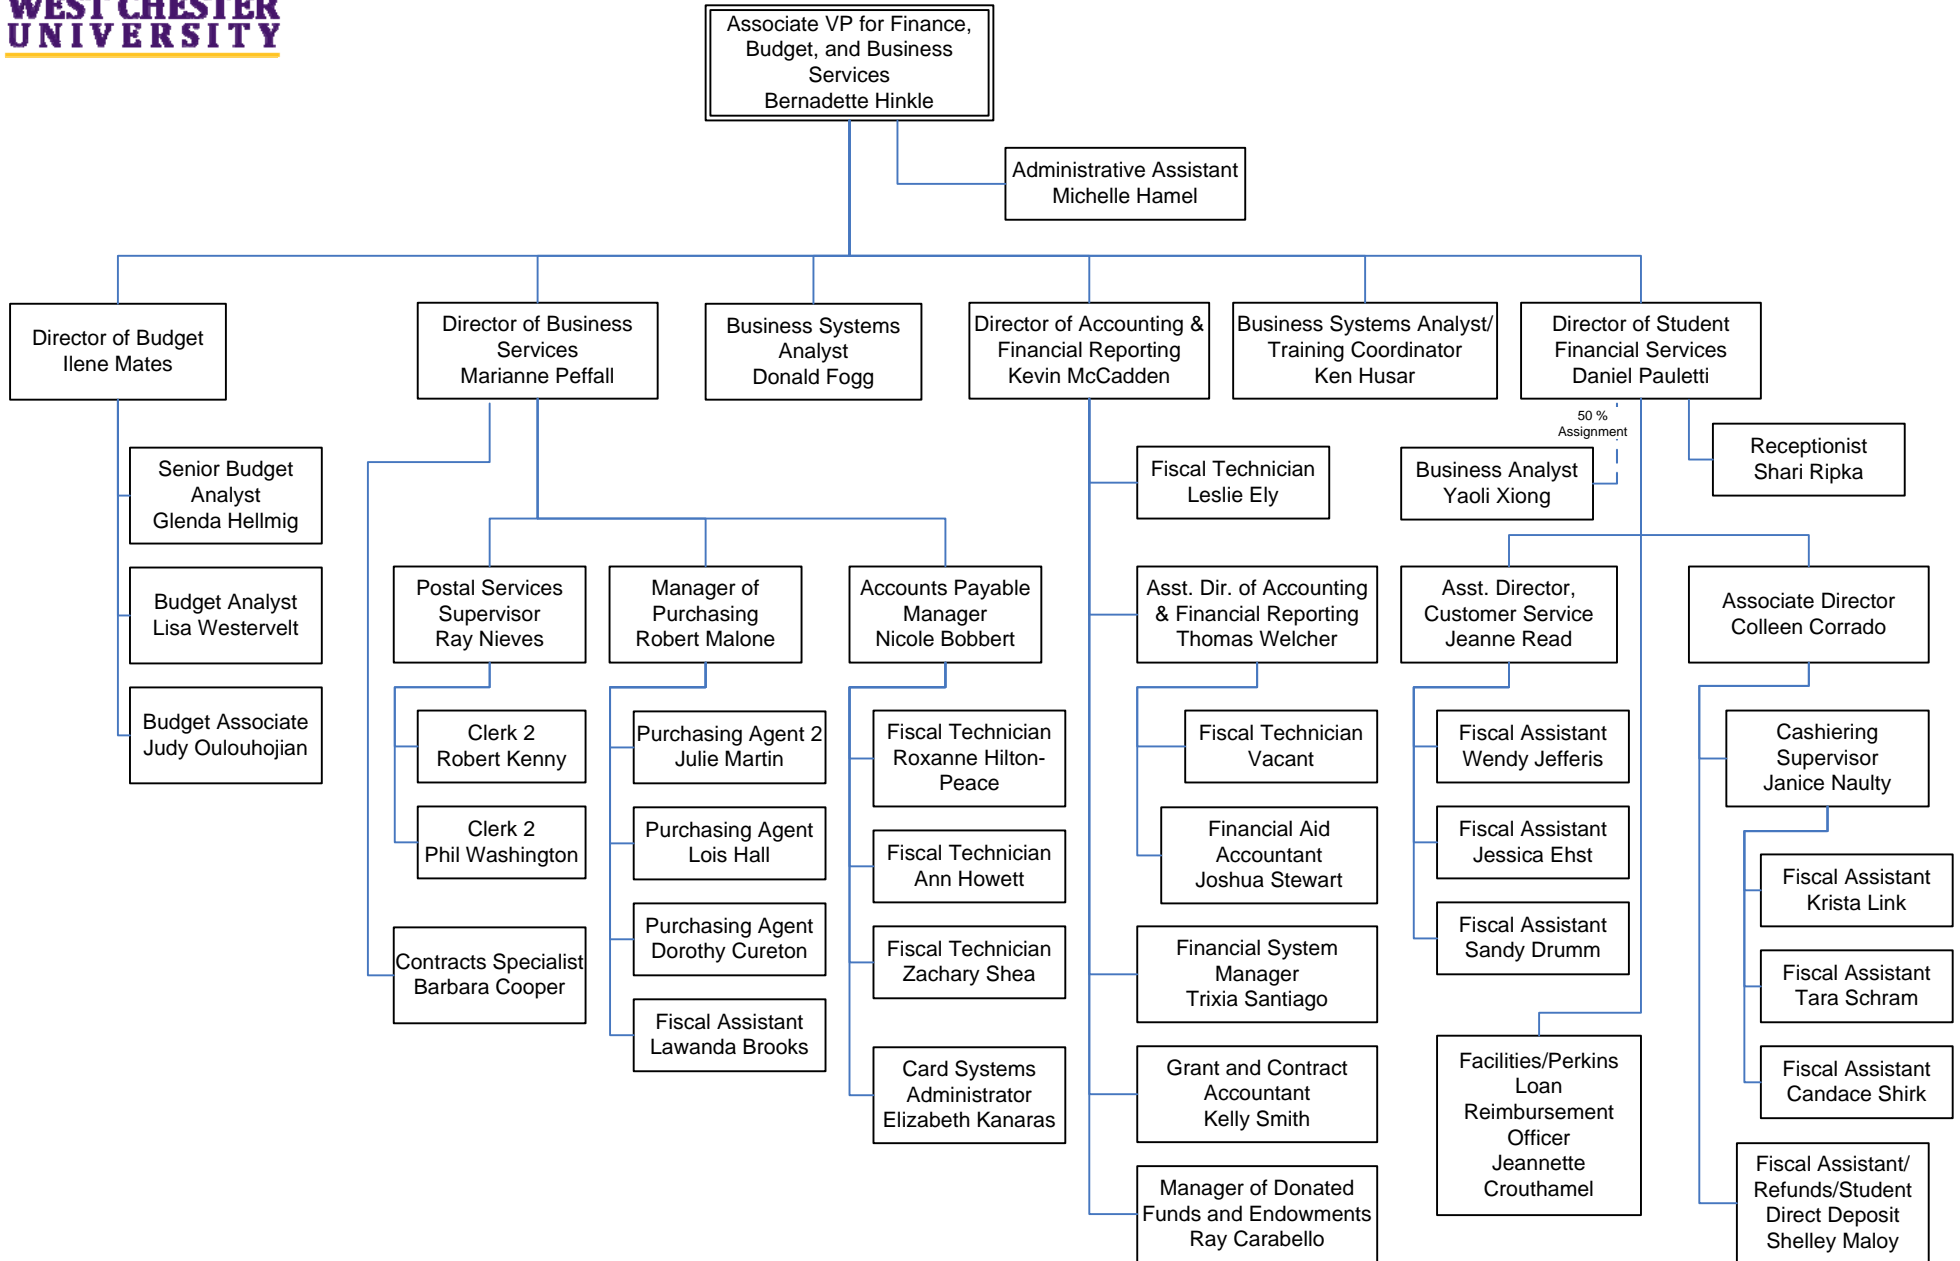 WEST CHESTER
UNIVERSITY
Associate VP for Finance,
Budget, and Business
Services
Bernadette Hinkle
Administrative Assistant
Michelle Hamel
Director of Budget
Ilene Mates
Director of Business
Services
Marianne Peffall
Business Systems
Analyst
Donald Fogg
Director of Accounting &
Financial Reporting
Kevin McCadden
Business Systems Analyst/
Training Coordinator
Ken Husar
Director of Student
Financial Services
Daniel Pauletti
50 %
Assignment
Senior Budget
Analyst
Glenda Hellmig
Budget Analyst
Lisa Westervelt
Budget Associate
Judy Oulouhojian
Postal Services
Supervisor
Ray Nieves
Clerk 2
Robert Kenny
Clerk 2
Phil Washington
Contracts Specialist
Barbara Cooper
Manager of
Purchasing
Robert Malone
Purchasing Agent 2
Julie Martin
Purchasing Agent
Lois Hall
Purchasing Agent
Dorothy Cureton
Fiscal Assistant
Lawanda Brooks
Accounts Payable
Manager
Nicole Bobbert
Fiscal Technician
Roxanne Hilton-
Peace
Fiscal Technician
Ann Howett
Fiscal Technician
Zachary Shea
Card Systems
Administrator
Elizabeth Kanaras
Fiscal Technician
Leslie Ely
Asst. Dir. of Accounting
& Financial Reporting
Thomas Welcher
Fiscal Technician
Vacant
Financial Aid
Accountant
Joshua Stewart
Financial System
Manager
Trixia Santiago
Grant and Contract
Accountant
Kelly Smith
Manager of Donated
Funds and Endowments
Ray Carabello
Business Analyst
Yaoli Xiong
Receptionist
Shari Ripka
Asst. Director,
Customer Service
Jeanne Read
Fiscal Assistant
Wendy Jefferis
Fiscal Assistant
Jessica Ehst
Fiscal Assistant
Sandy Drumm
Facilities/Perkins
Loan
Reimbursement
Officer
Jeannette
Crouthamel
Associate Director
Colleen Corrado
Cashiering
Supervisor
Janice Naulty
Fiscal Assistant
Krista Link
Fiscal Assistant
Tara Schram
Fiscal Assistant
Candace Shirk
Fiscal Assistant/
Refunds/Student
Direct Deposit
Shelley Maloy